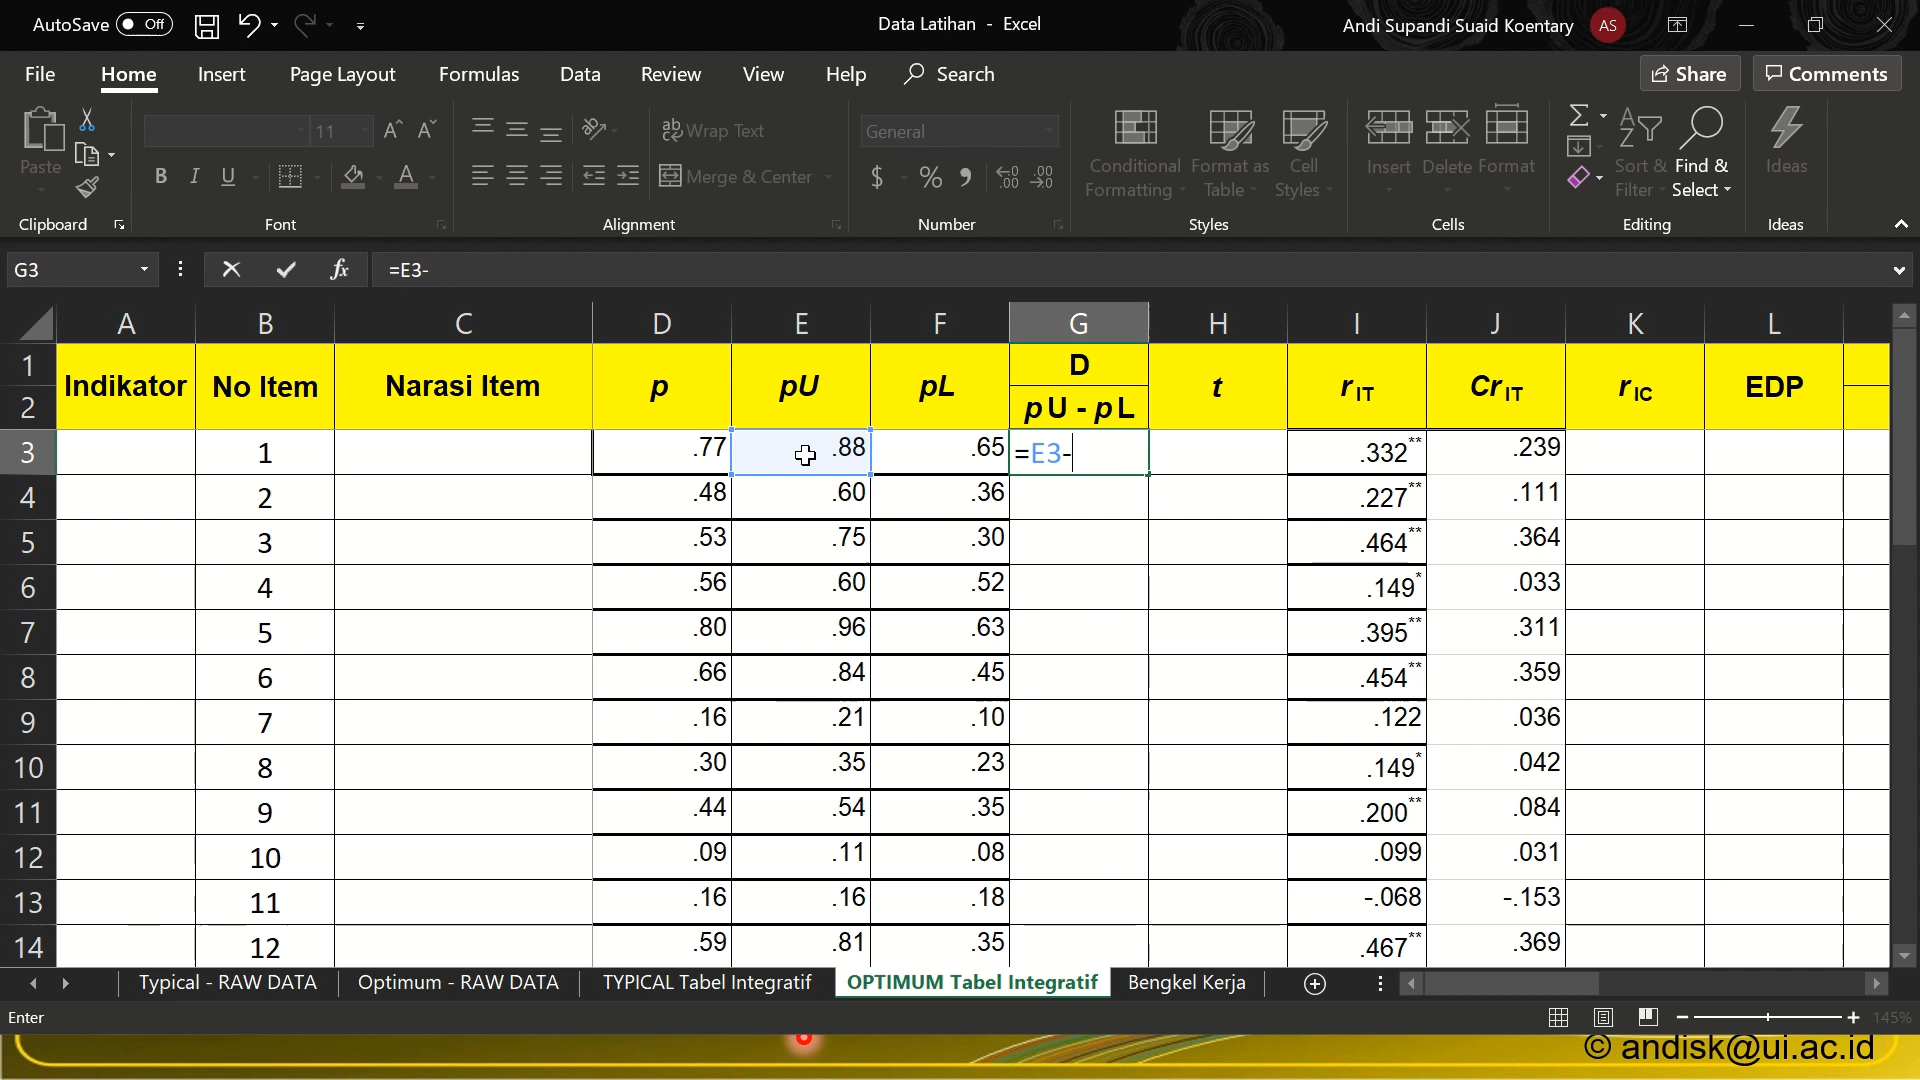 AutoSave Off
Data Latihan - Excel
Andi Supandi Suaid Koentary AS
File Home Insert Page Layout Formulas Data Review View Help Search Share Comments
Paste 11 Wrap Text General Conditional Formatting Format as Table Cell Styles Insert Delete Format Sort & Filter Find & Select Ideas
B I U Merge & Center $ % 9
Clipboard Font Alignment Number Styles Cells Editing Ideas
G3 fx =E3-
A B C D E F G H I J K L
1 Indikator No Item Narasi Item p pU pL D t rIT CrIT rIC EDP
2 pU - pL
3 1 .77 .88 .65 =E3- .332** .239
4 2 .48 .60 .36 .227** .111
5 3 .53 .75 .30 .464** .364
6 4 .56 .60 .52 .149* .033
7 5 .80 .96 .63 .395** .311
8 6 .66 .84 .45 .454** .359
9 7 .16 .21 .10 .122 .036
10 8 .30 .35 .23 .149* .042
11 9 .44 .54 .35 .200** .084
12 10 .09 .11 .08 .099 .031
13 11 .16 .16 .18 -.068 -.153
14 12 .59 .81 .35 .467** .369
Typical - RAW DATA Optimum - RAW DATA TYPICAL Tabel Integratif OPTIMUM Tabel Integratif Bengkel Kerja
Enter 145%
© andisk@ui.ac.id